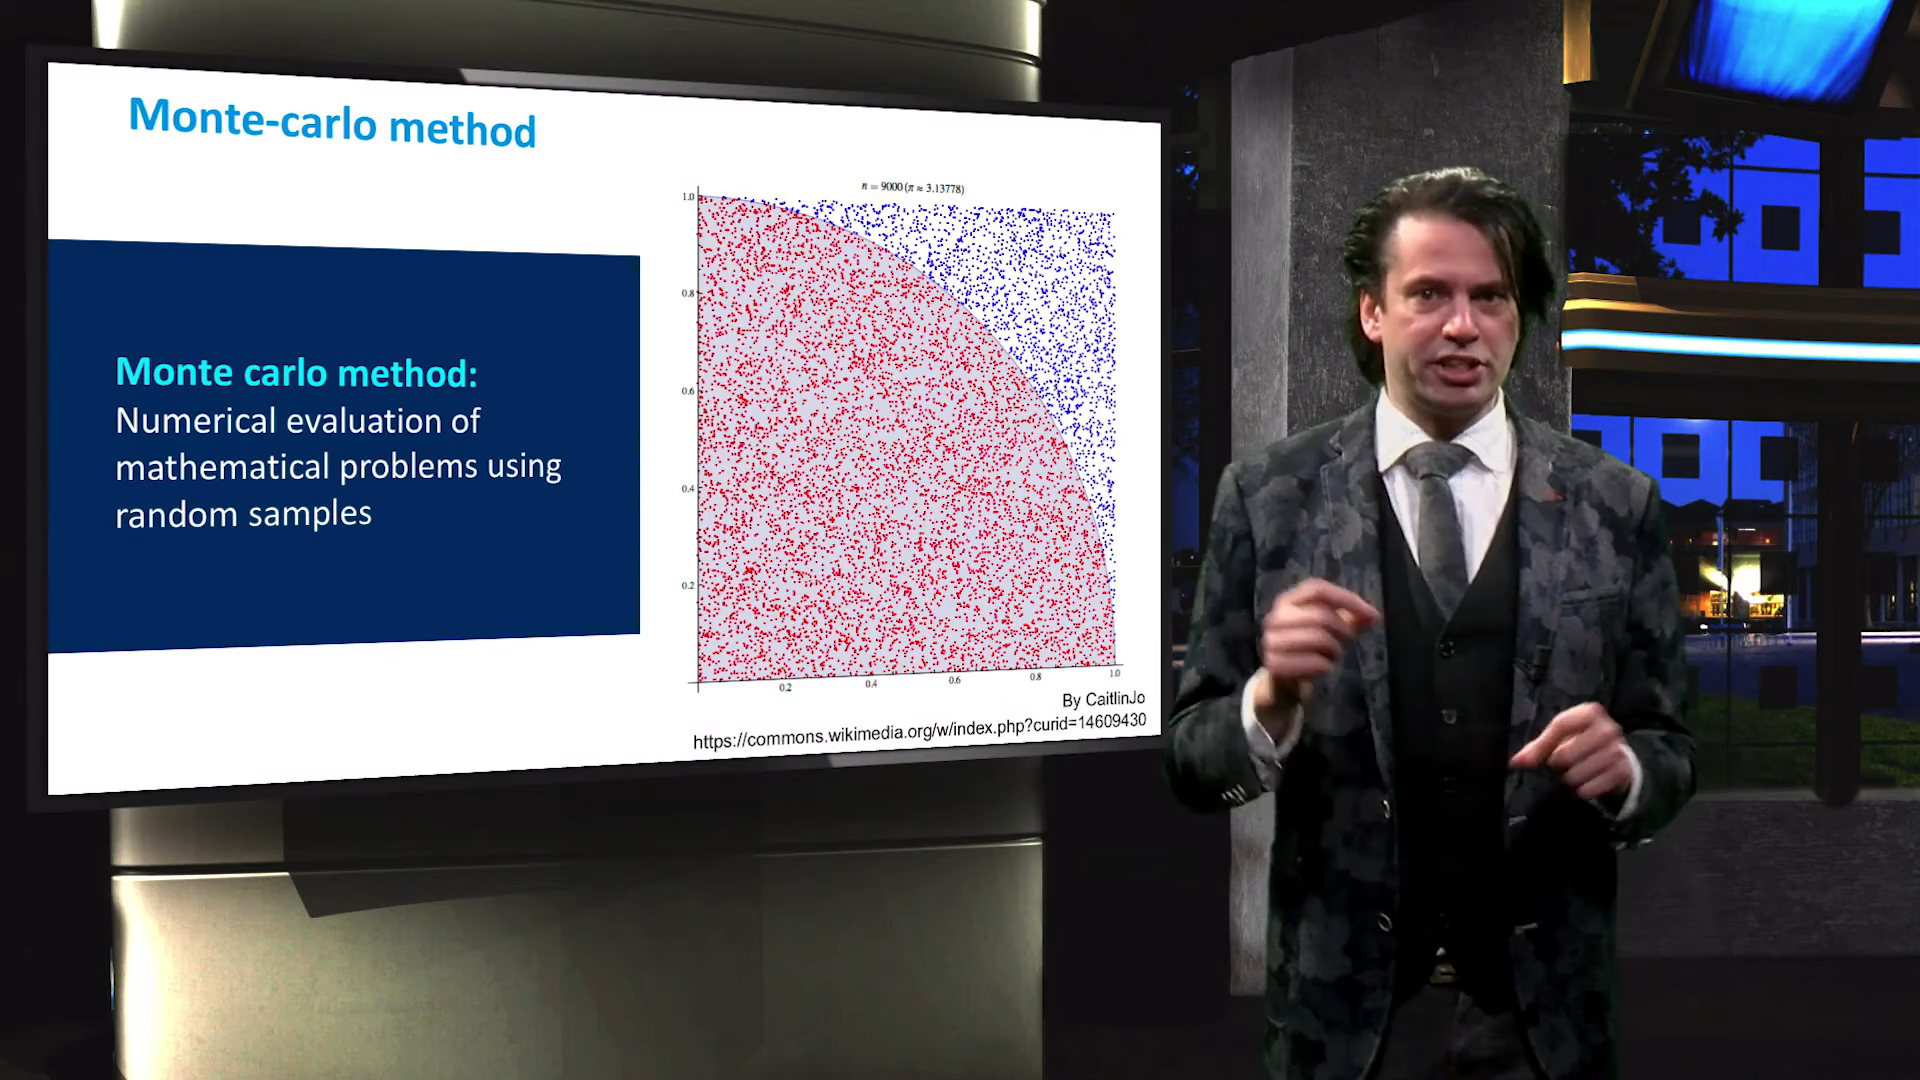 Monte-carlo method
n = 9000 (π ≈ 3.13778)
1.0
0.8
0.6
0.4
0.2
0.2 0.4 0.6 0.8 1.0
Monte carlo method:
Numerical evaluation of
mathematical problems using
random samples
By CaitlinJo
https://commons.wikimedia.org/w/index.php?curid=14609430